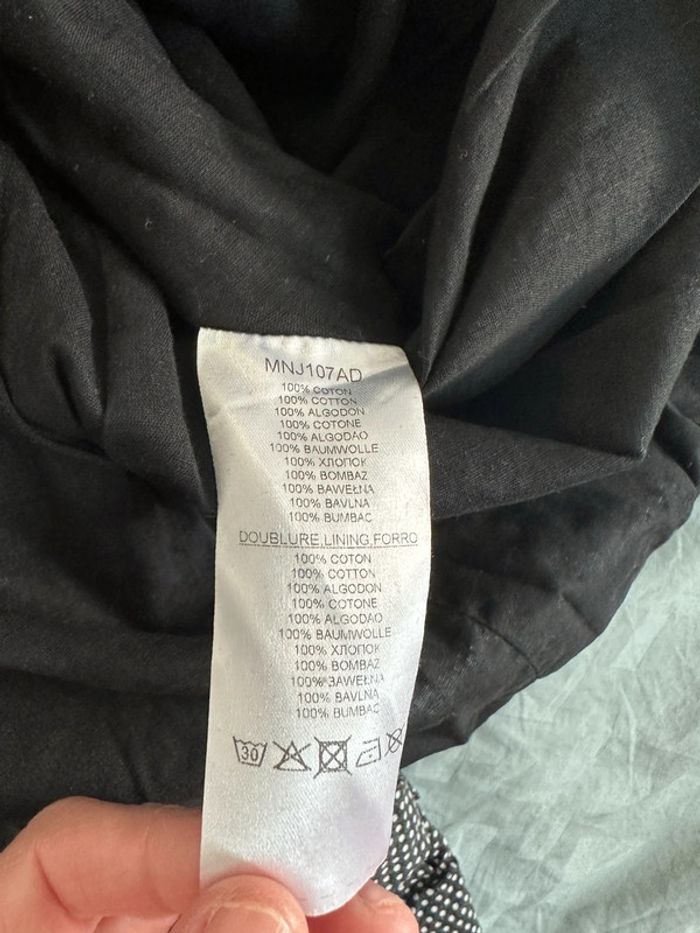 MNJ107AD
100% COTON
100% COTTON
100% ALGODON
100% COTONE
100% ALGODAO
100% BAUMWOLLE
100% ХЛОПОК
100% BOMBAZ
100% BAWEŁNA
100% BAVLNA
100% BUMBAC
DOUBLURE,LINING,FORRO
100% COTON
100% COTTON
100% ALGODON
100% COTONE
100% ALGODAO
100% BAUMWOLLE
100% ХЛОПОК
100% BOMBAZ
100% BAWEŁNA
100% BAVLNA
100% BUMBAC
30